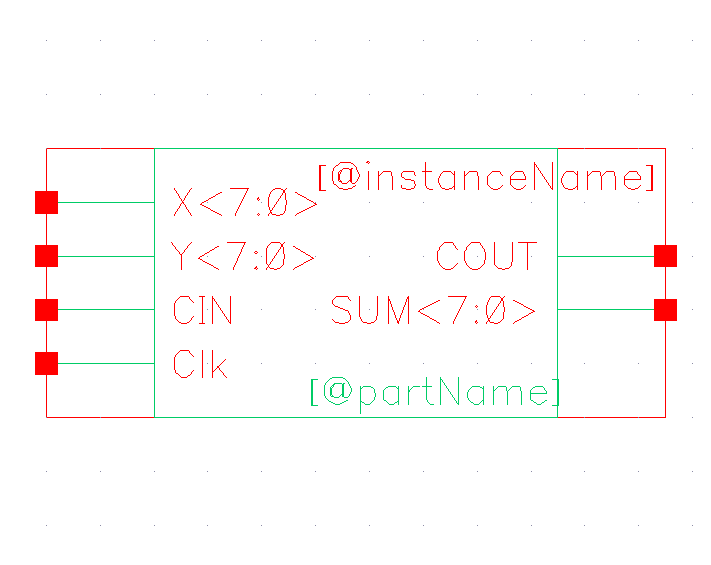 [@instanceName]
X<7:0>
Y<7:0>
COUT
CIN
SUM<7:0>
Clk
[@partName]